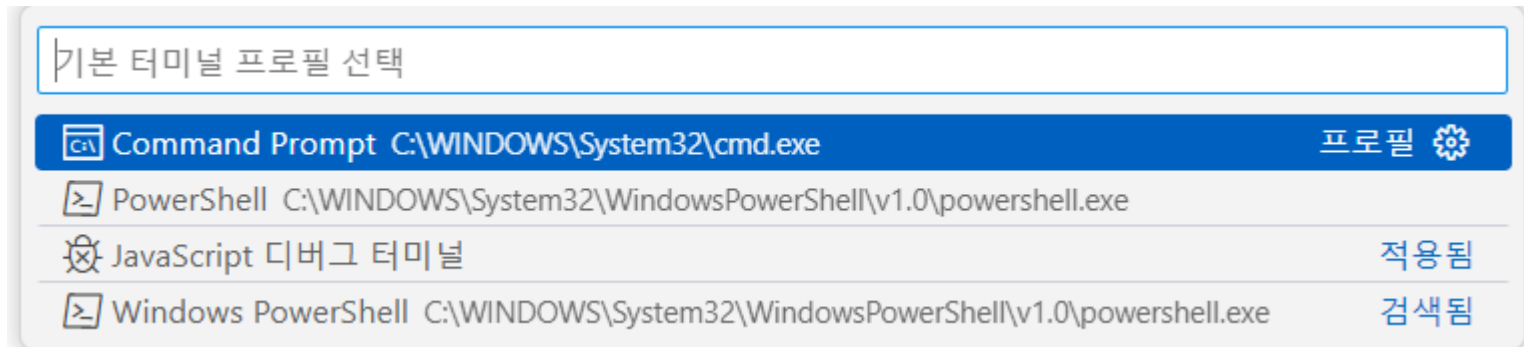 기본 터미널 프로필 선택
Command Prompt C:\WINDOWS\System32\cmd.exe 프로필
PowerShell C:\WINDOWS\System32\WindowsPowerShell\v1.0\powershell.exe
JavaScript 디버그 터미널 적용됨
Windows PowerShell C:\WINDOWS\System32\WindowsPowerShell\v1.0\powershell.exe 검색됨